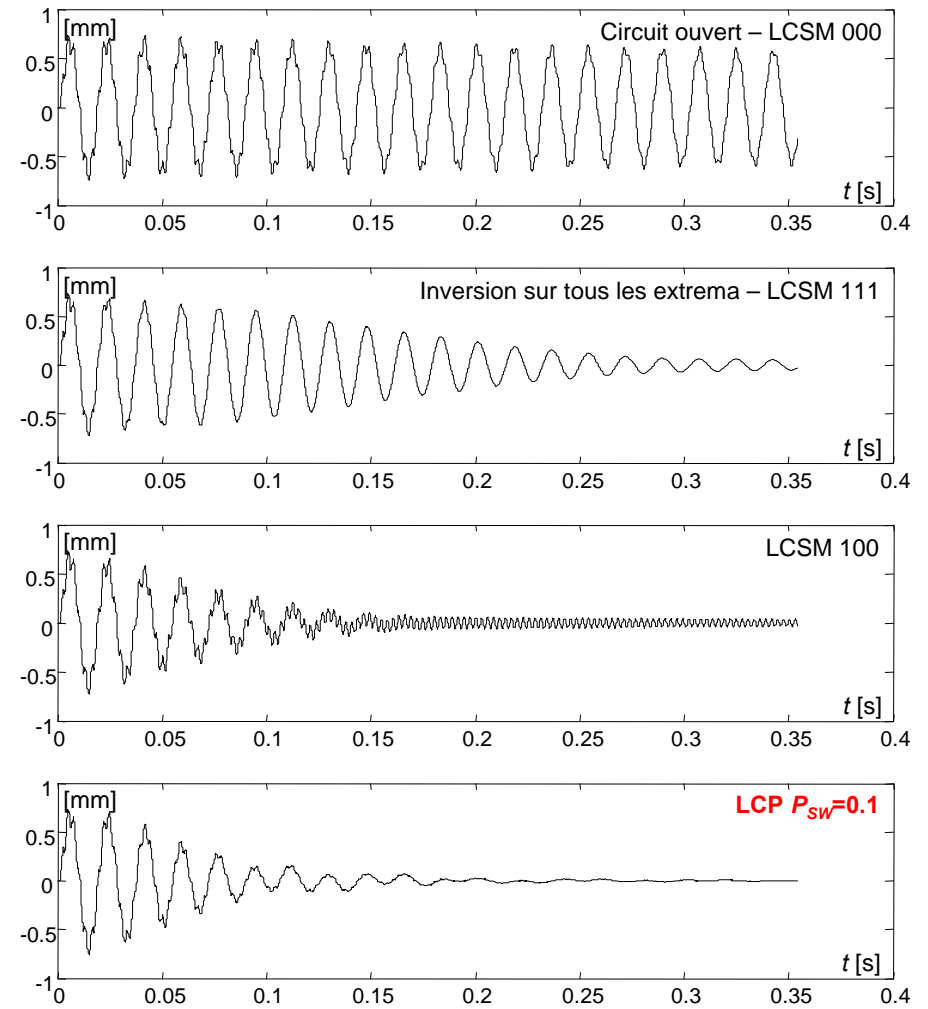 1
[mm]
Circuit ouvert – LCSM 000
0.5
0
-0.5
-1
t [s]
0 0.05 0.1 0.15 0.2 0.25 0.3 0.35 0.4
1
[mm]
Inversion sur tous les extrema – LCSM 111
0.5
0
-0.5
-1
t [s]
0 0.05 0.1 0.15 0.2 0.25 0.3 0.35 0.4
1
[mm]
LCSM 100
0.5
0
-0.5
-1
t [s]
0 0.05 0.1 0.15 0.2 0.25 0.3 0.35 0.4
1
[mm]
LCP P_SW=0.1
0.5
0
-0.5
-1
t [s]
0 0.05 0.1 0.15 0.2 0.25 0.3 0.35 0.4